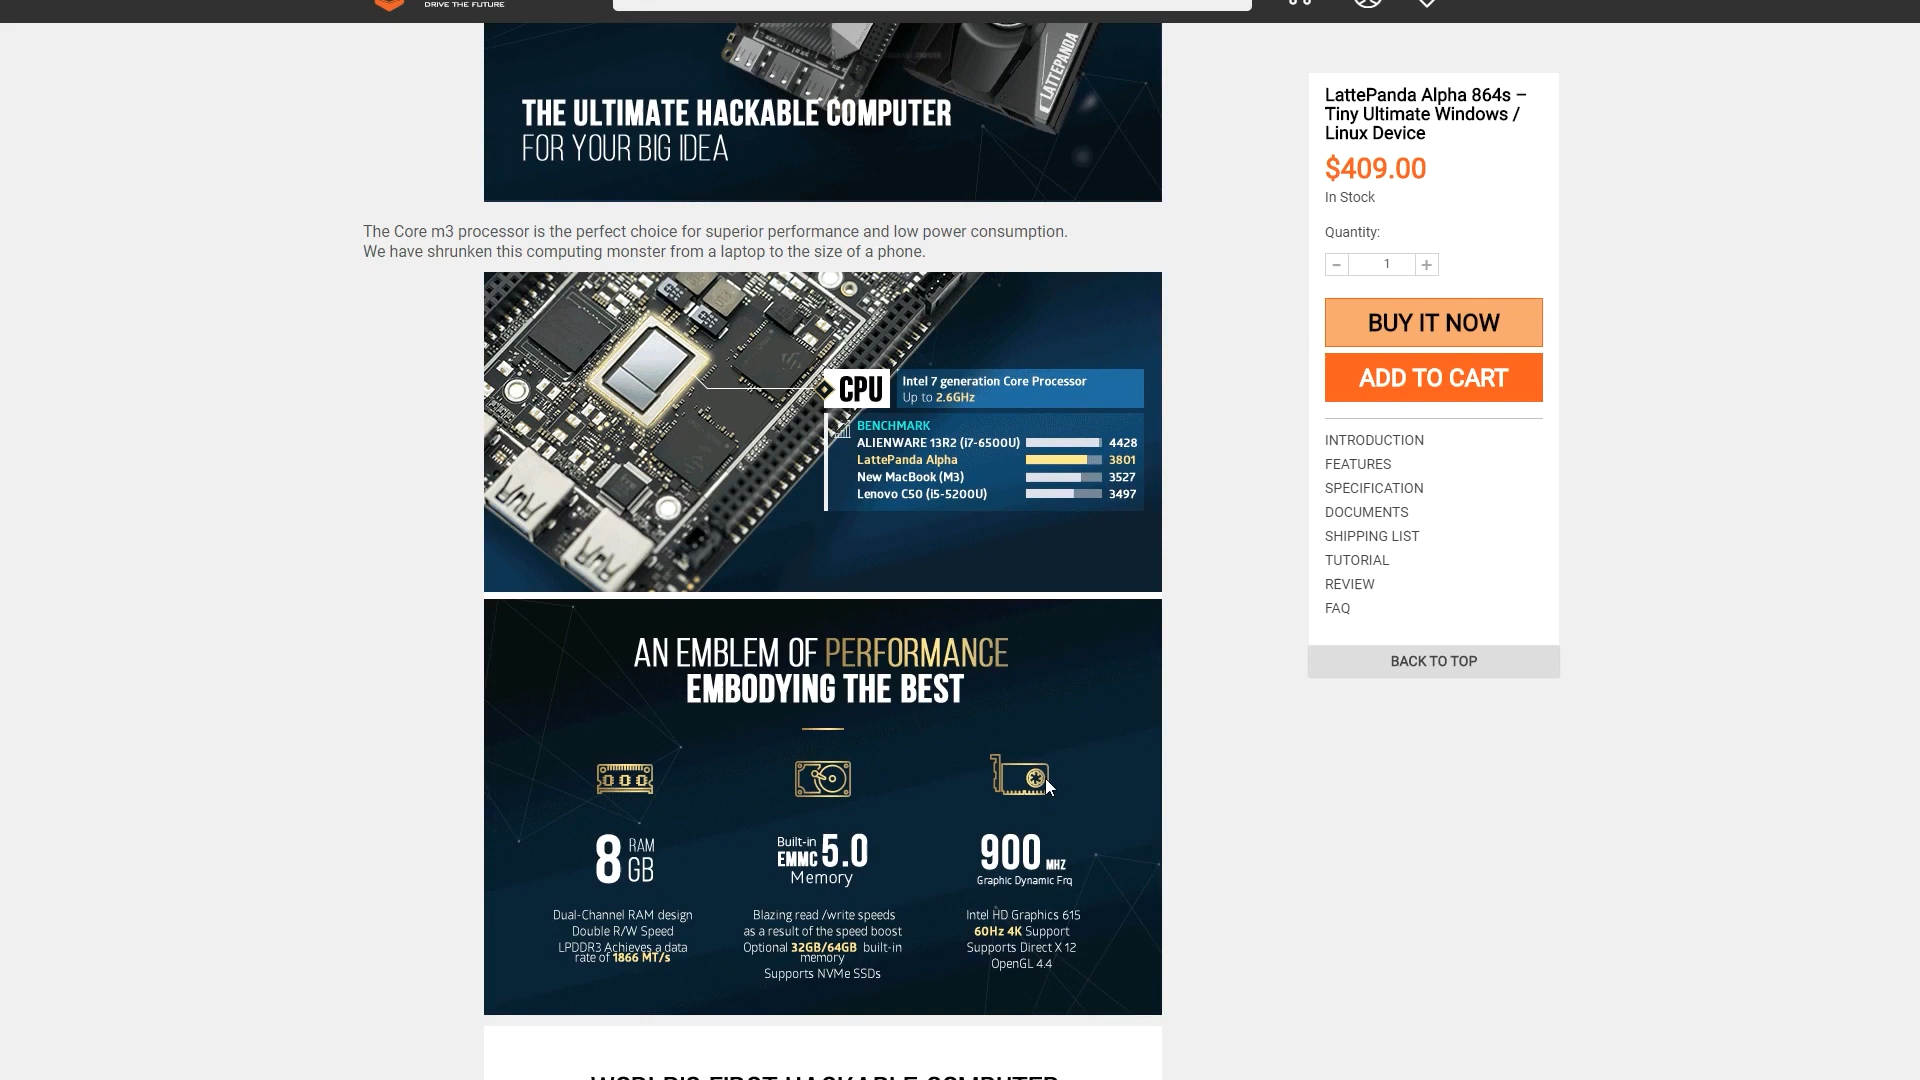 DRIVE THE FUTURE
LATTEPANDA
THE ULTIMATE HACKABLE COMPUTER
FOR YOUR BIG IDEA
The Core m3 processor is the perfect choice for superior performance and low power consumption.
We have shrunken this computing monster from a laptop to the size of a phone.
CPU
Intel 7 generation Core Processor
Up to 2.6GHz
BENCHMARK
ALIENWARE 13R2 (i7-6500U) 4428
LattePanda Alpha 3801
New MacBook (M3) 3527
Lenovo C50 (i5-5200U) 3497
AN EMBLEM OF PERFORMANCE
EMBODYING THE BEST
8 RAM GB
Dual-Channel RAM design
Double R/W Speed
LPDDR3 Achieves a data
rate of 1866 MT/s
Built-in
EMMC 5.0
Memory
Blazing read /write speeds
as a result of the speed boost
Optional 32GB/64GB built-in
memory
Supports NVMe SSDs
900 MHZ
Graphic Dynamic Frq
Intel HD Graphics 615
60Hz 4K Support
Supports Direct X 12
OpenGL 4.4
WORLD'S FIRST HACKABLE COMPUTER
LattePanda Alpha 864s –
Tiny Ultimate Windows /
Linux Device
$409.00
In Stock
Quantity:
− 1 +
BUY IT NOW
ADD TO CART
INTRODUCTION
FEATURES
SPECIFICATION
DOCUMENTS
SHIPPING LIST
TUTORIAL
REVIEW
FAQ
BACK TO TOP